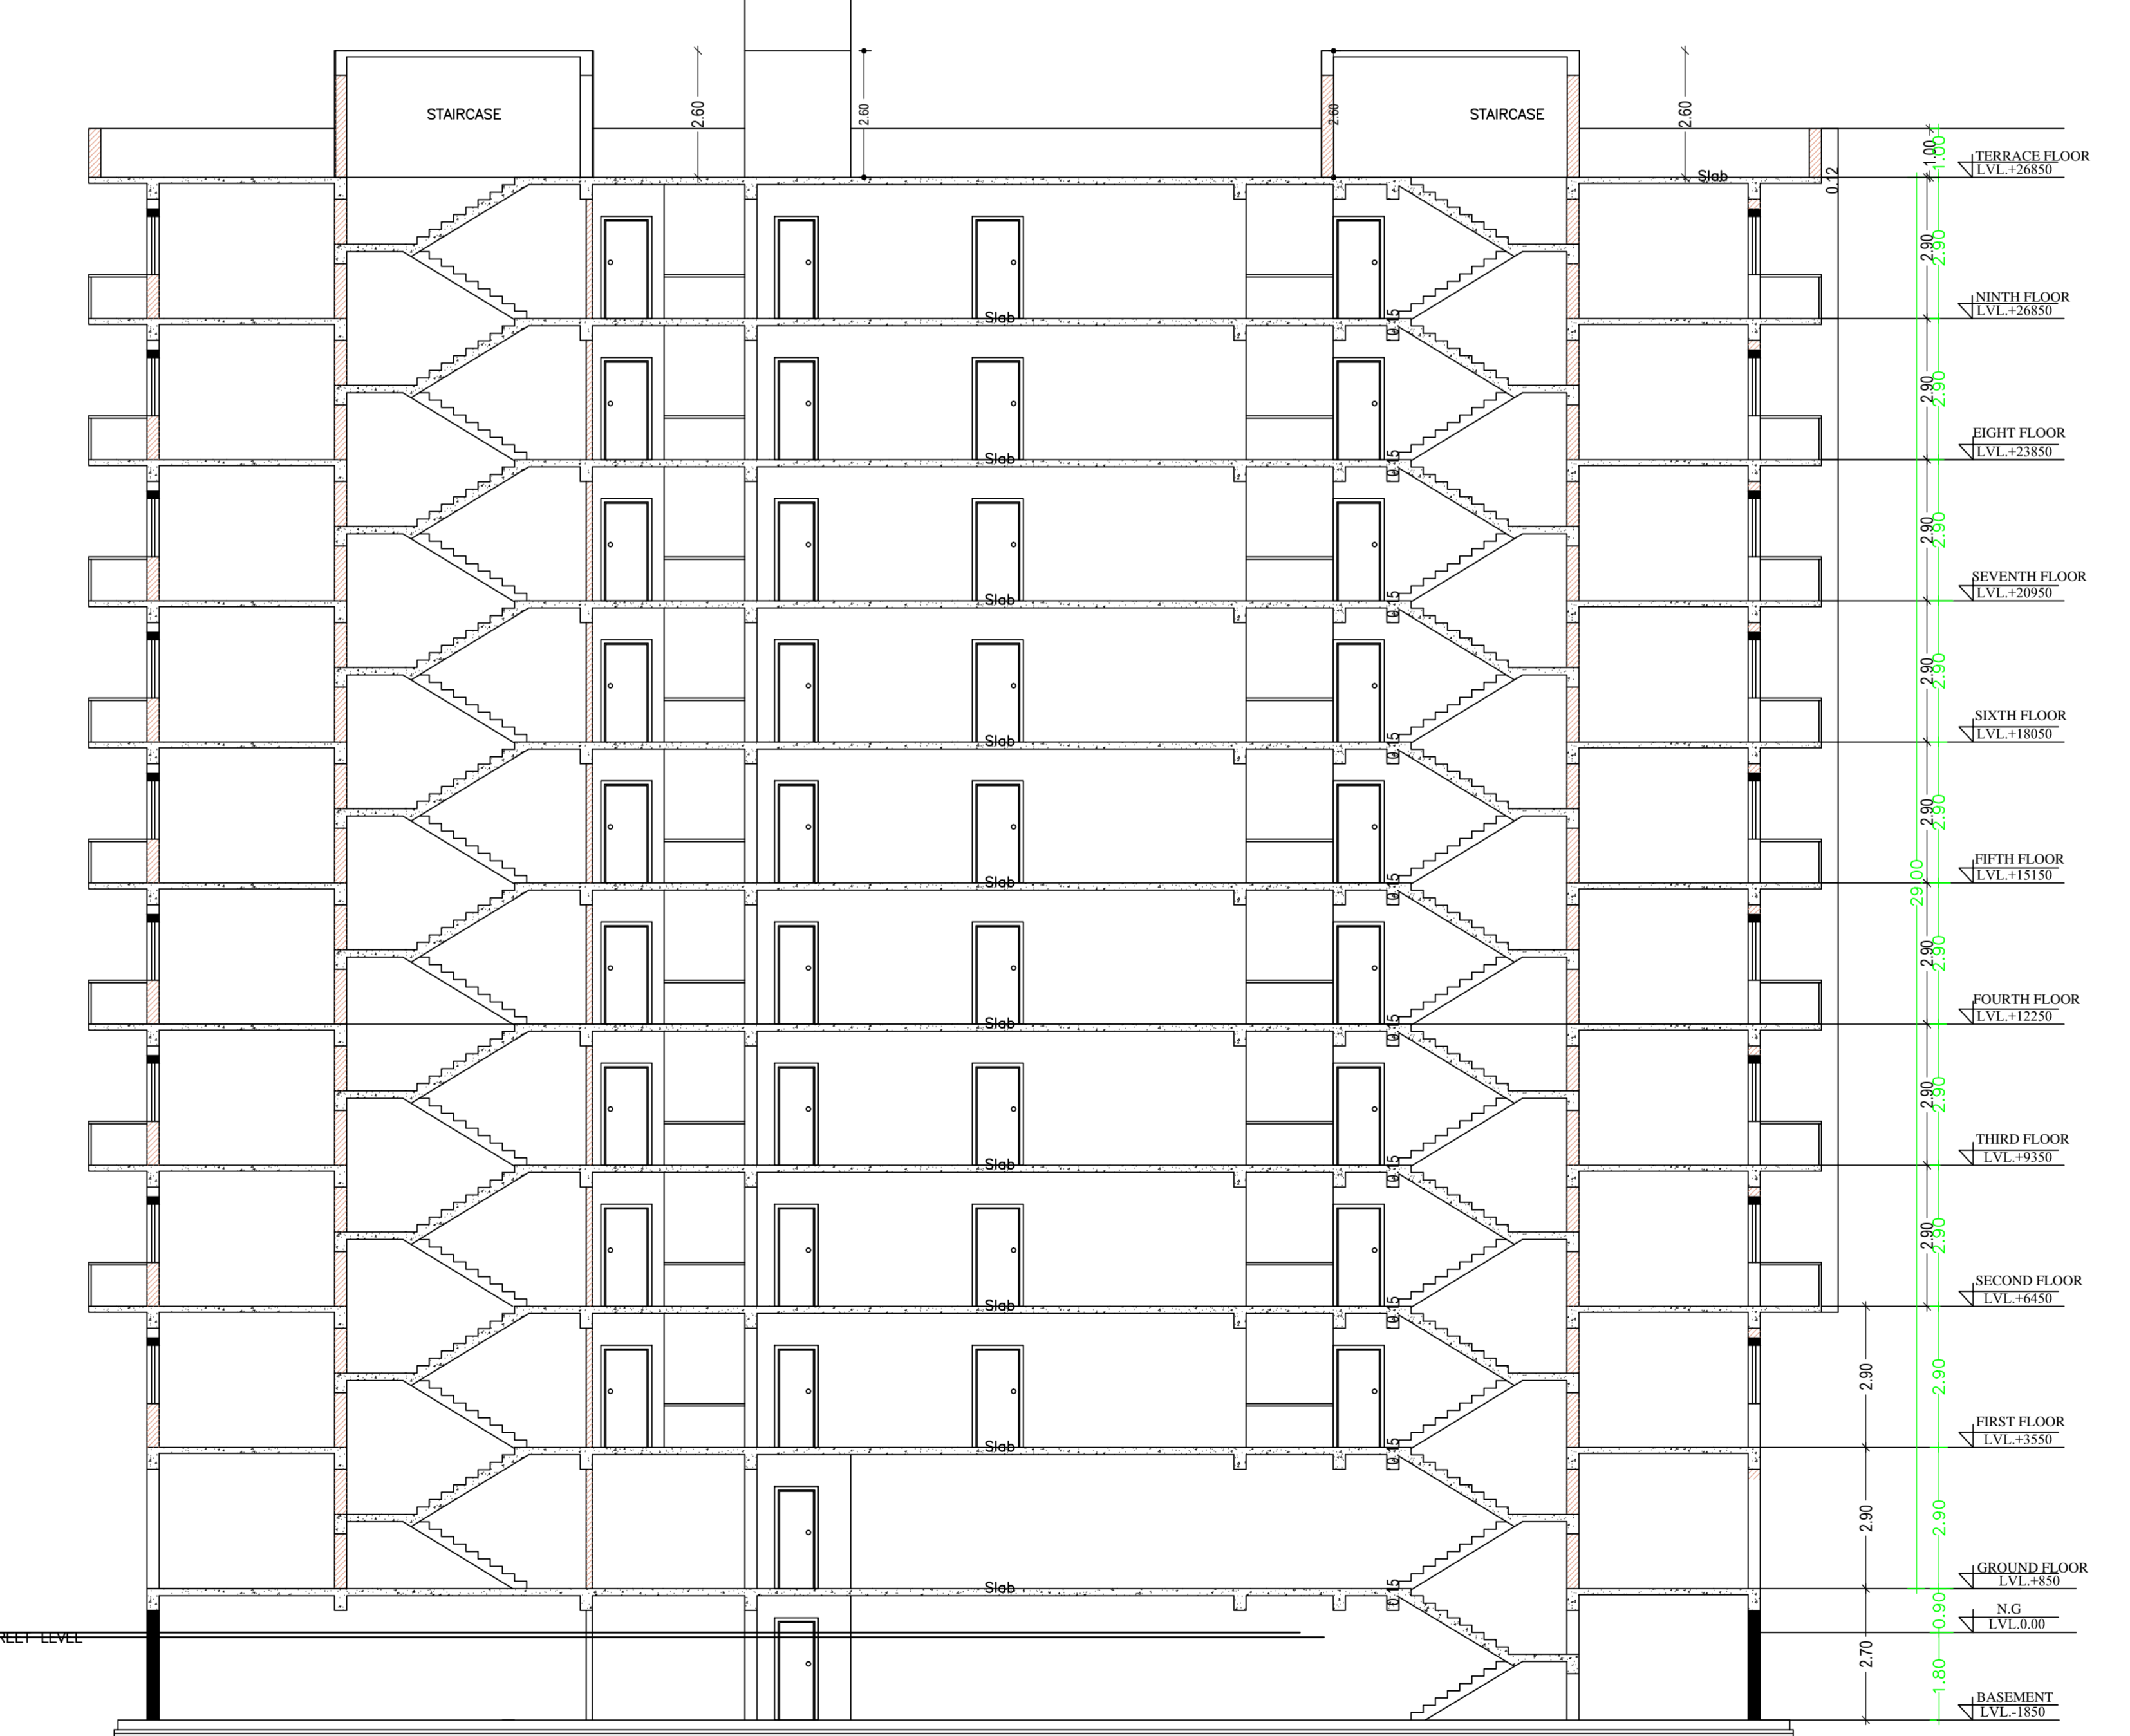 STAIRCASE
STAIRCASE
2.60
2.60
2.60
2.60
1.00
1.00
TERRACE FLOOR
LVL.+26850
Slab
0.12
2.90
2.90
NINTH FLOOR
LVL.+26850
Slab
0.15
2.90
2.90
EIGHT FLOOR
LVL.+23850
Slab
0.15
2.90
2.90
SEVENTH FLOOR
LVL.+20950
Slab
0.15
2.90
2.90
SIXTH FLOOR
LVL.+18050
Slab
0.15
2.90
2.90
29.00
FIFTH FLOOR
LVL.+15150
Slab
0.15
2.90
2.90
FOURTH FLOOR
LVL.+12250
Slab
0.15
2.90
2.90
THIRD FLOOR
LVL.+9350
Slab
0.15
2.90
2.90
SECOND FLOOR
LVL.+6450
Slab
0.15
2.90
2.90
FIRST FLOOR
LVL.+3550
Slab
0.15
2.90
2.90
GROUND FLOOR
LVL.+850
Slab
0.15
0.90
N.G
LVL.0.00
REET LEVEL
2.70
1.80
BASEMENT
LVL.-1850